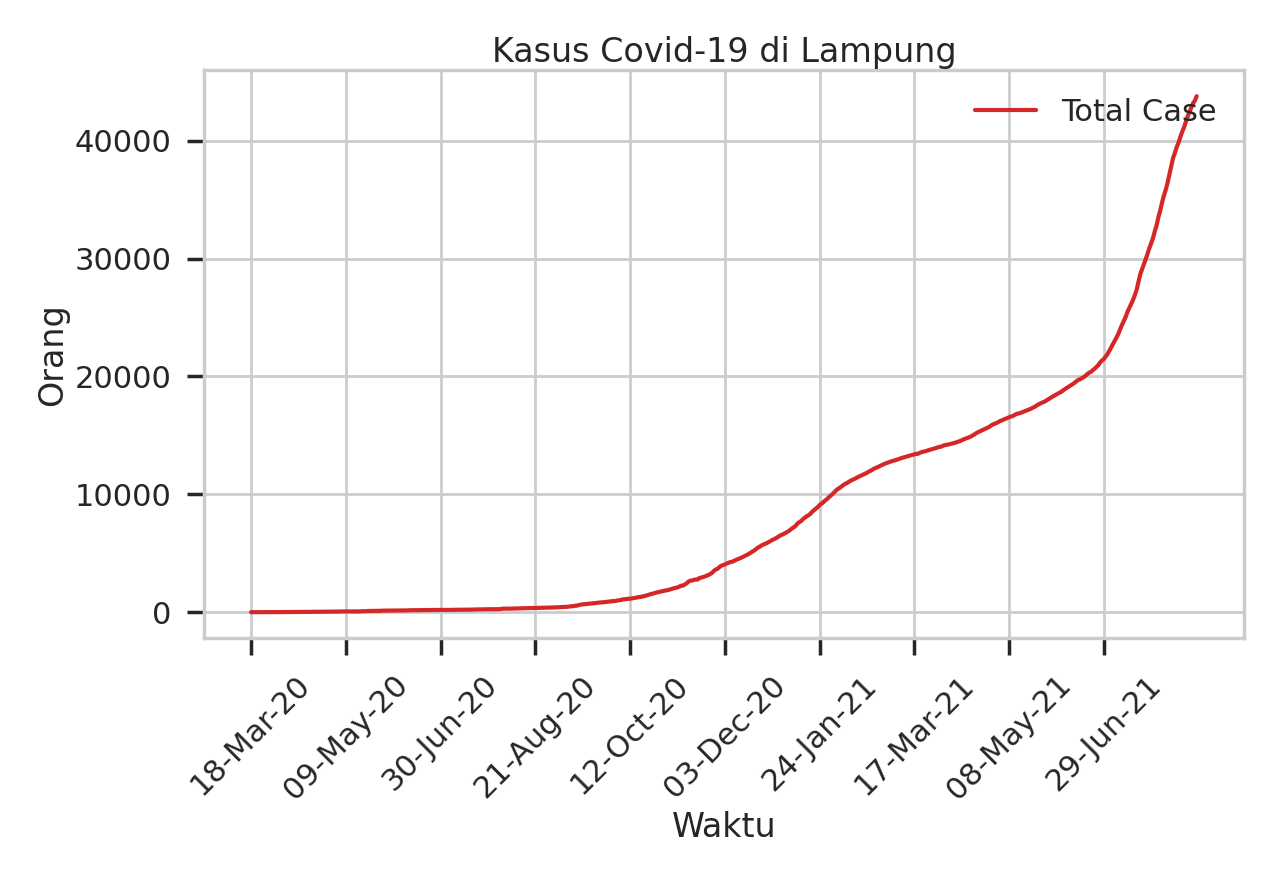 Kasus Covid-19 di Lampung
Total Case
Orang
40000
30000
20000
10000
0
18-Mar-20
09-May-20
30-Jun-20
21-Aug-20
12-Oct-20
03-Dec-20
24-Jan-21
17-Mar-21
08-May-21
29-Jun-21
Waktu